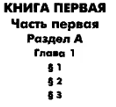 КНИГА ПЕРВАЯ
Часть первая
Раздел А
Глава 1
§ 1
§ 2
§ 3